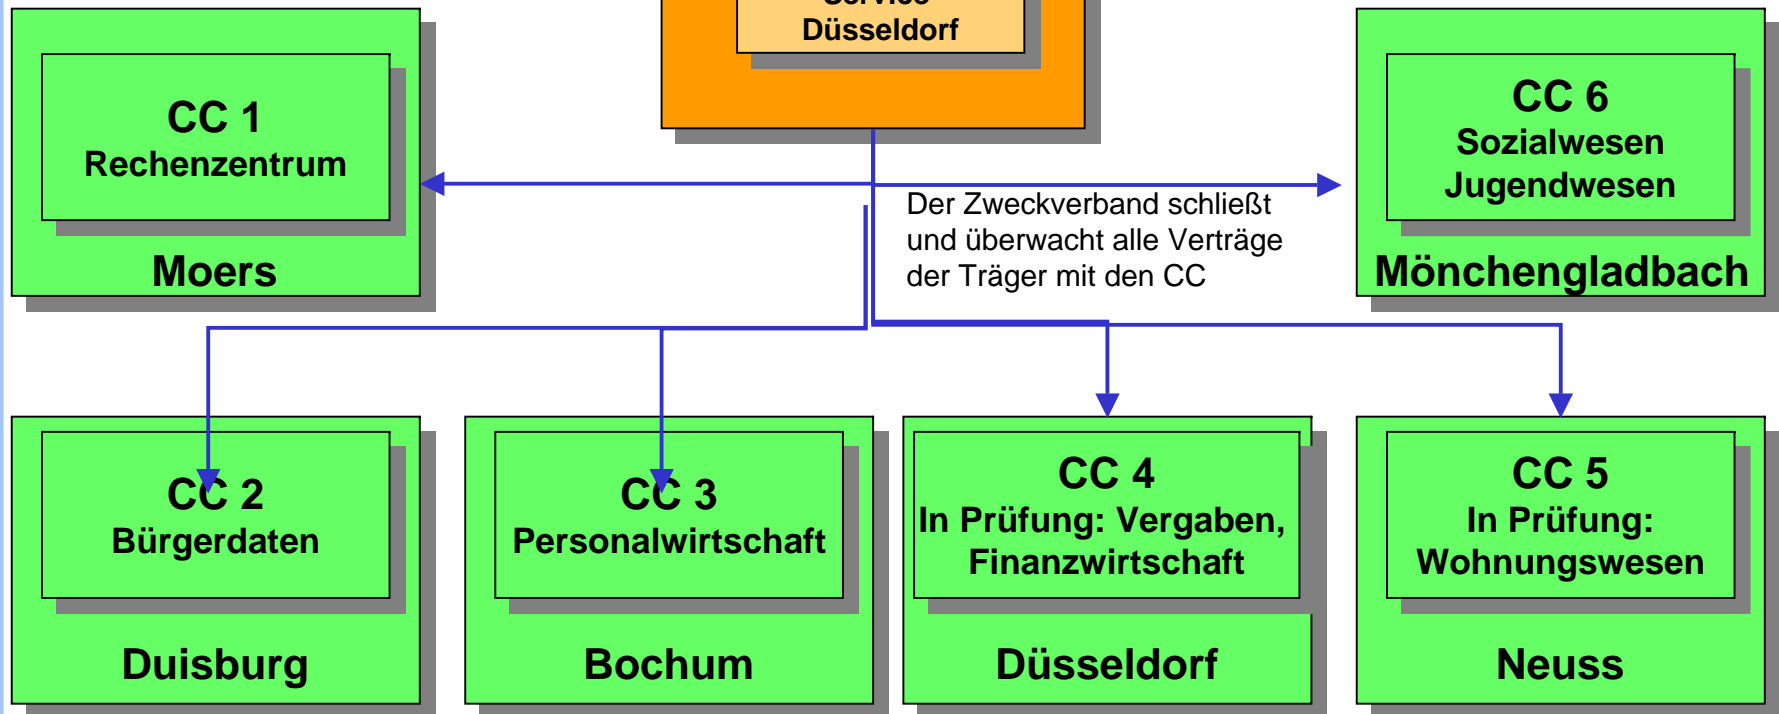 Service
Düsseldorf
CC 1
Rechenzentrum
Moers
CC 6
Sozialwesen
Jugendwesen
Mönchengladbach
Der Zweckverband schließt
und überwacht alle Verträge
der Träger mit den CC
CC 2
Bürgerdaten
Duisburg
CC 3
Personalwirtschaft
Bochum
CC 4
In Prüfung: Vergaben,
Finanzwirtschaft
Düsseldorf
CC 5
In Prüfung:
Wohnungswesen
Neuss